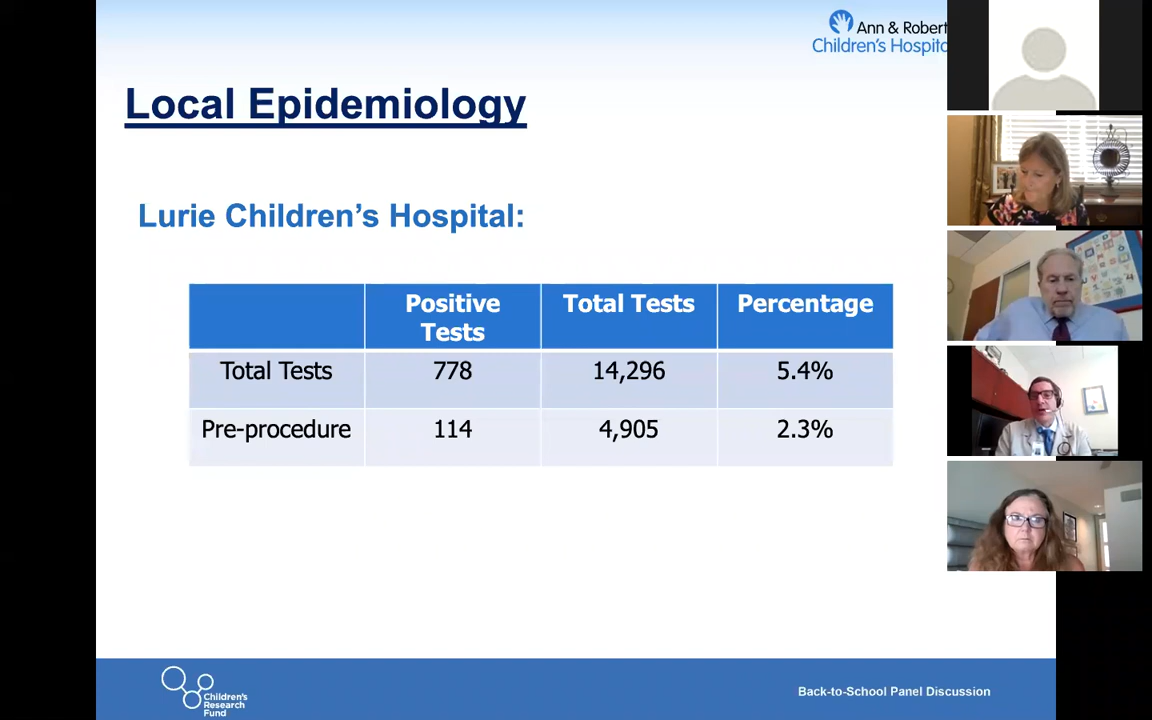 Ann & Robert
Children's Hospita
Local Epidemiology
Lurie Children's Hospital:
Positive Tests Total Tests Percentage
Total Tests 778 14,296 5.4%
Pre-procedure 114 4,905 2.3%
Children's
Research
Fund
Back-to-School Panel Discussion